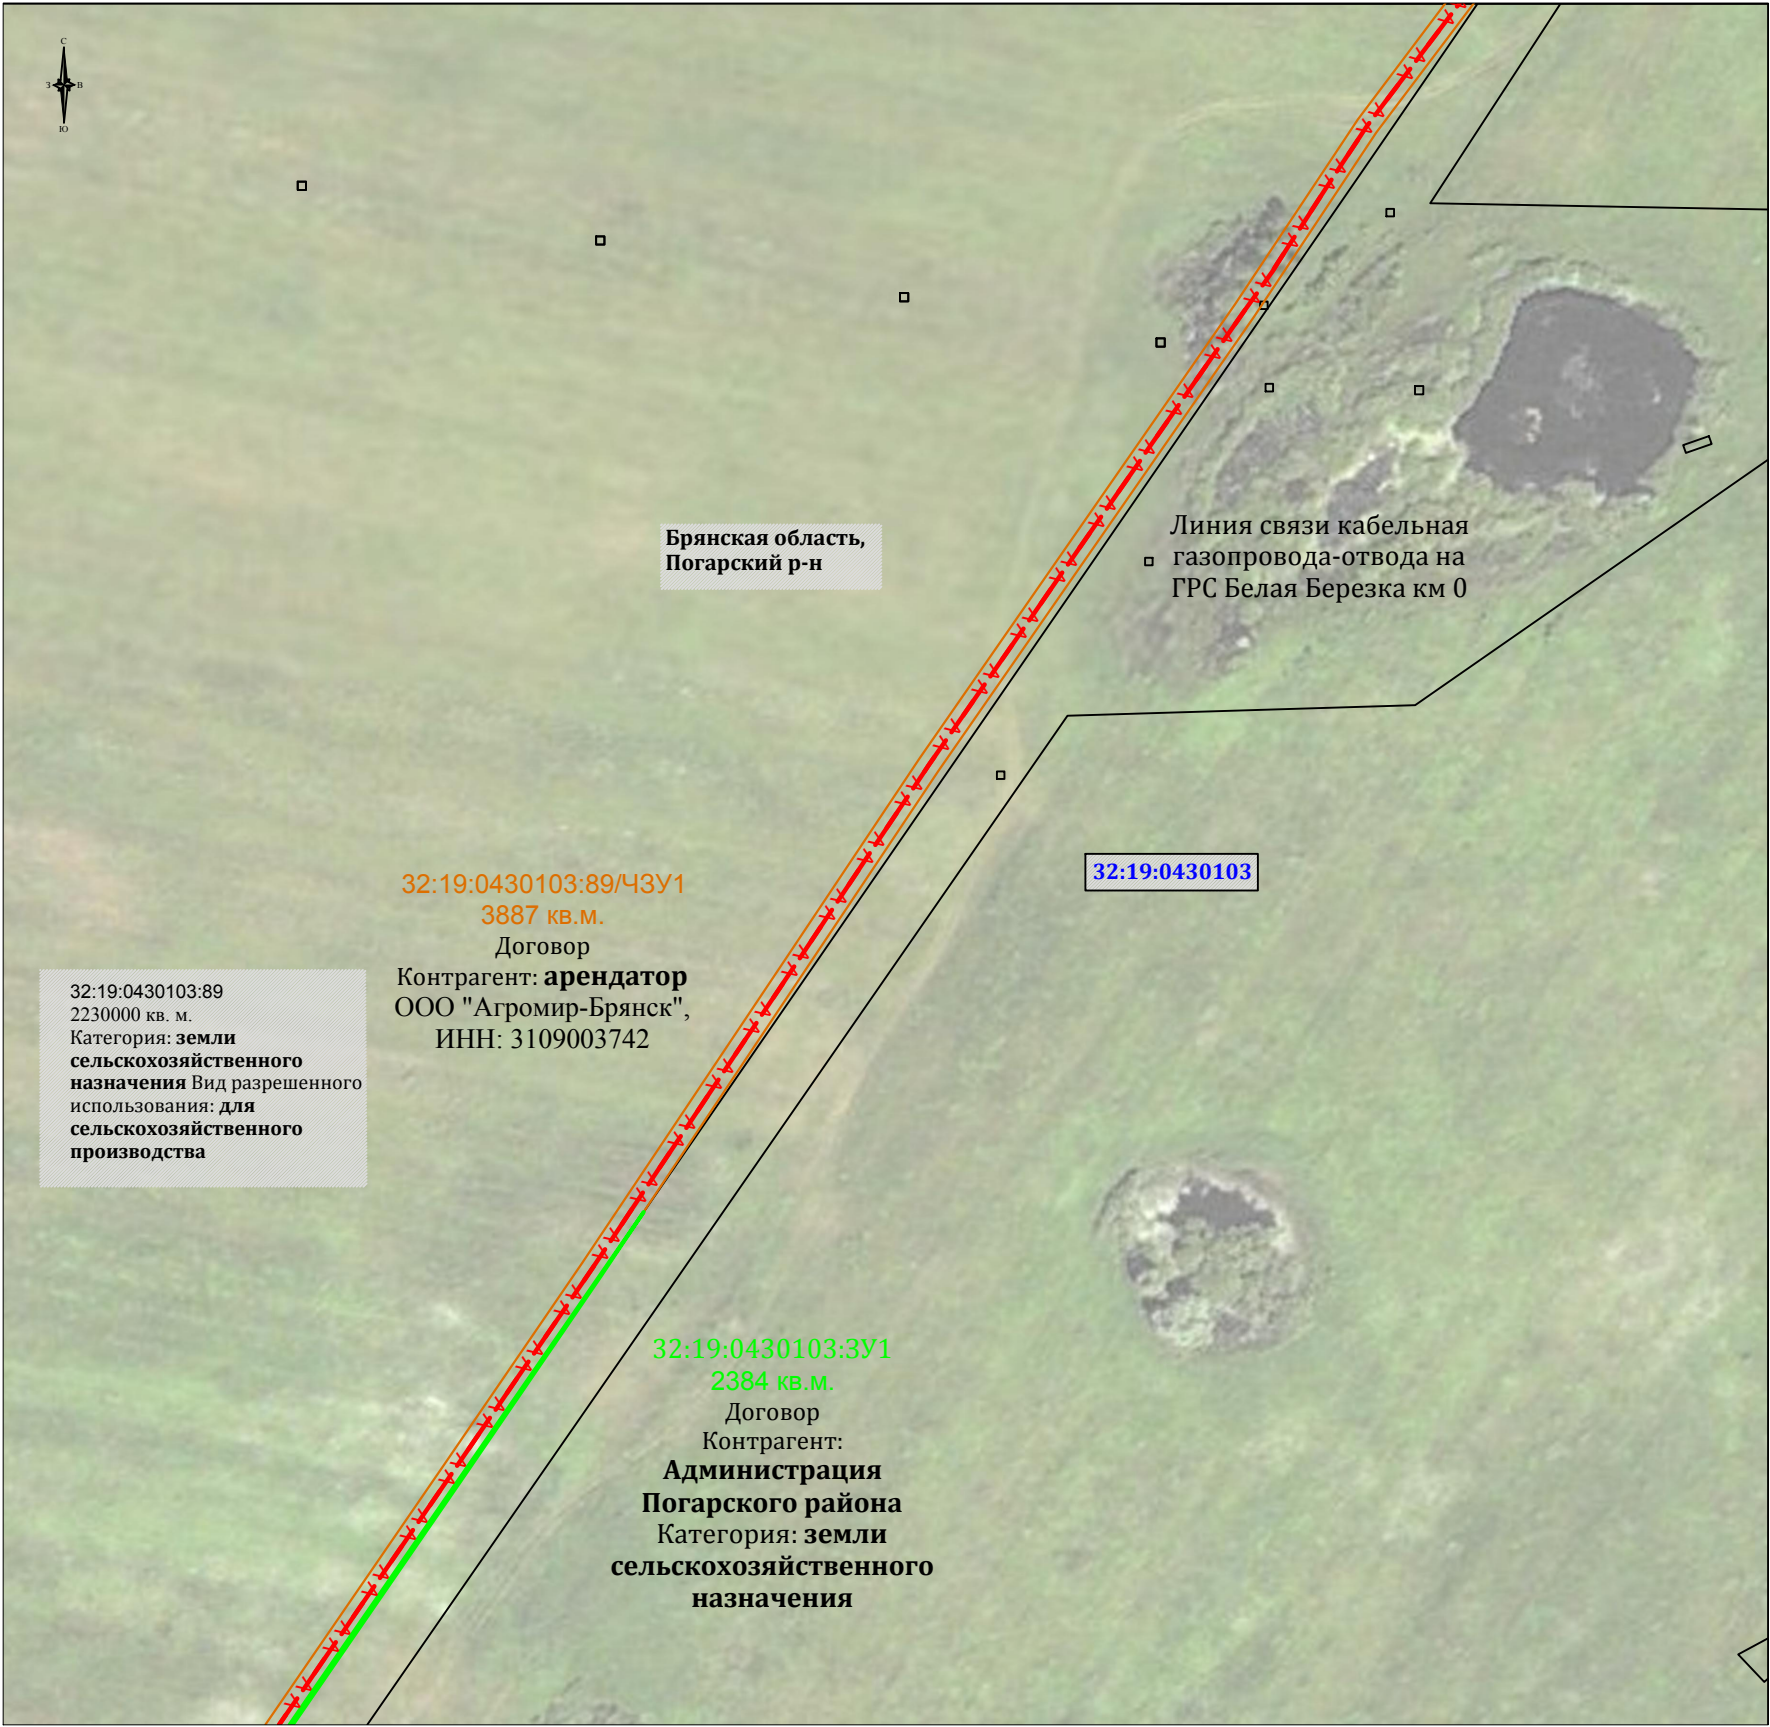 С
З В
Ю
Брянская область,
Погарский р-н
Линия связи кабельная
газопровода-отвода на
ГРС Белая Березка км 0
32:19:0430103
32:19:0430103:89/ЧЗУ1
3887 кв.м.
Договор
Контрагент: арендатор
ООО "Агромир-Брянск",
ИНН: 3109003742
32:19:0430103:89
2230000 кв. м.
Категория: земли
сельскохозяйственного
назначения Вид разрешенного
использования: для
сельскохозяйственного
производства
32:19:0430103:ЗУ1
2384 кв.м.
Договор
Контрагент:
Администрация
Погарского района
Категория: земли
сельскохозяйственного
назначения